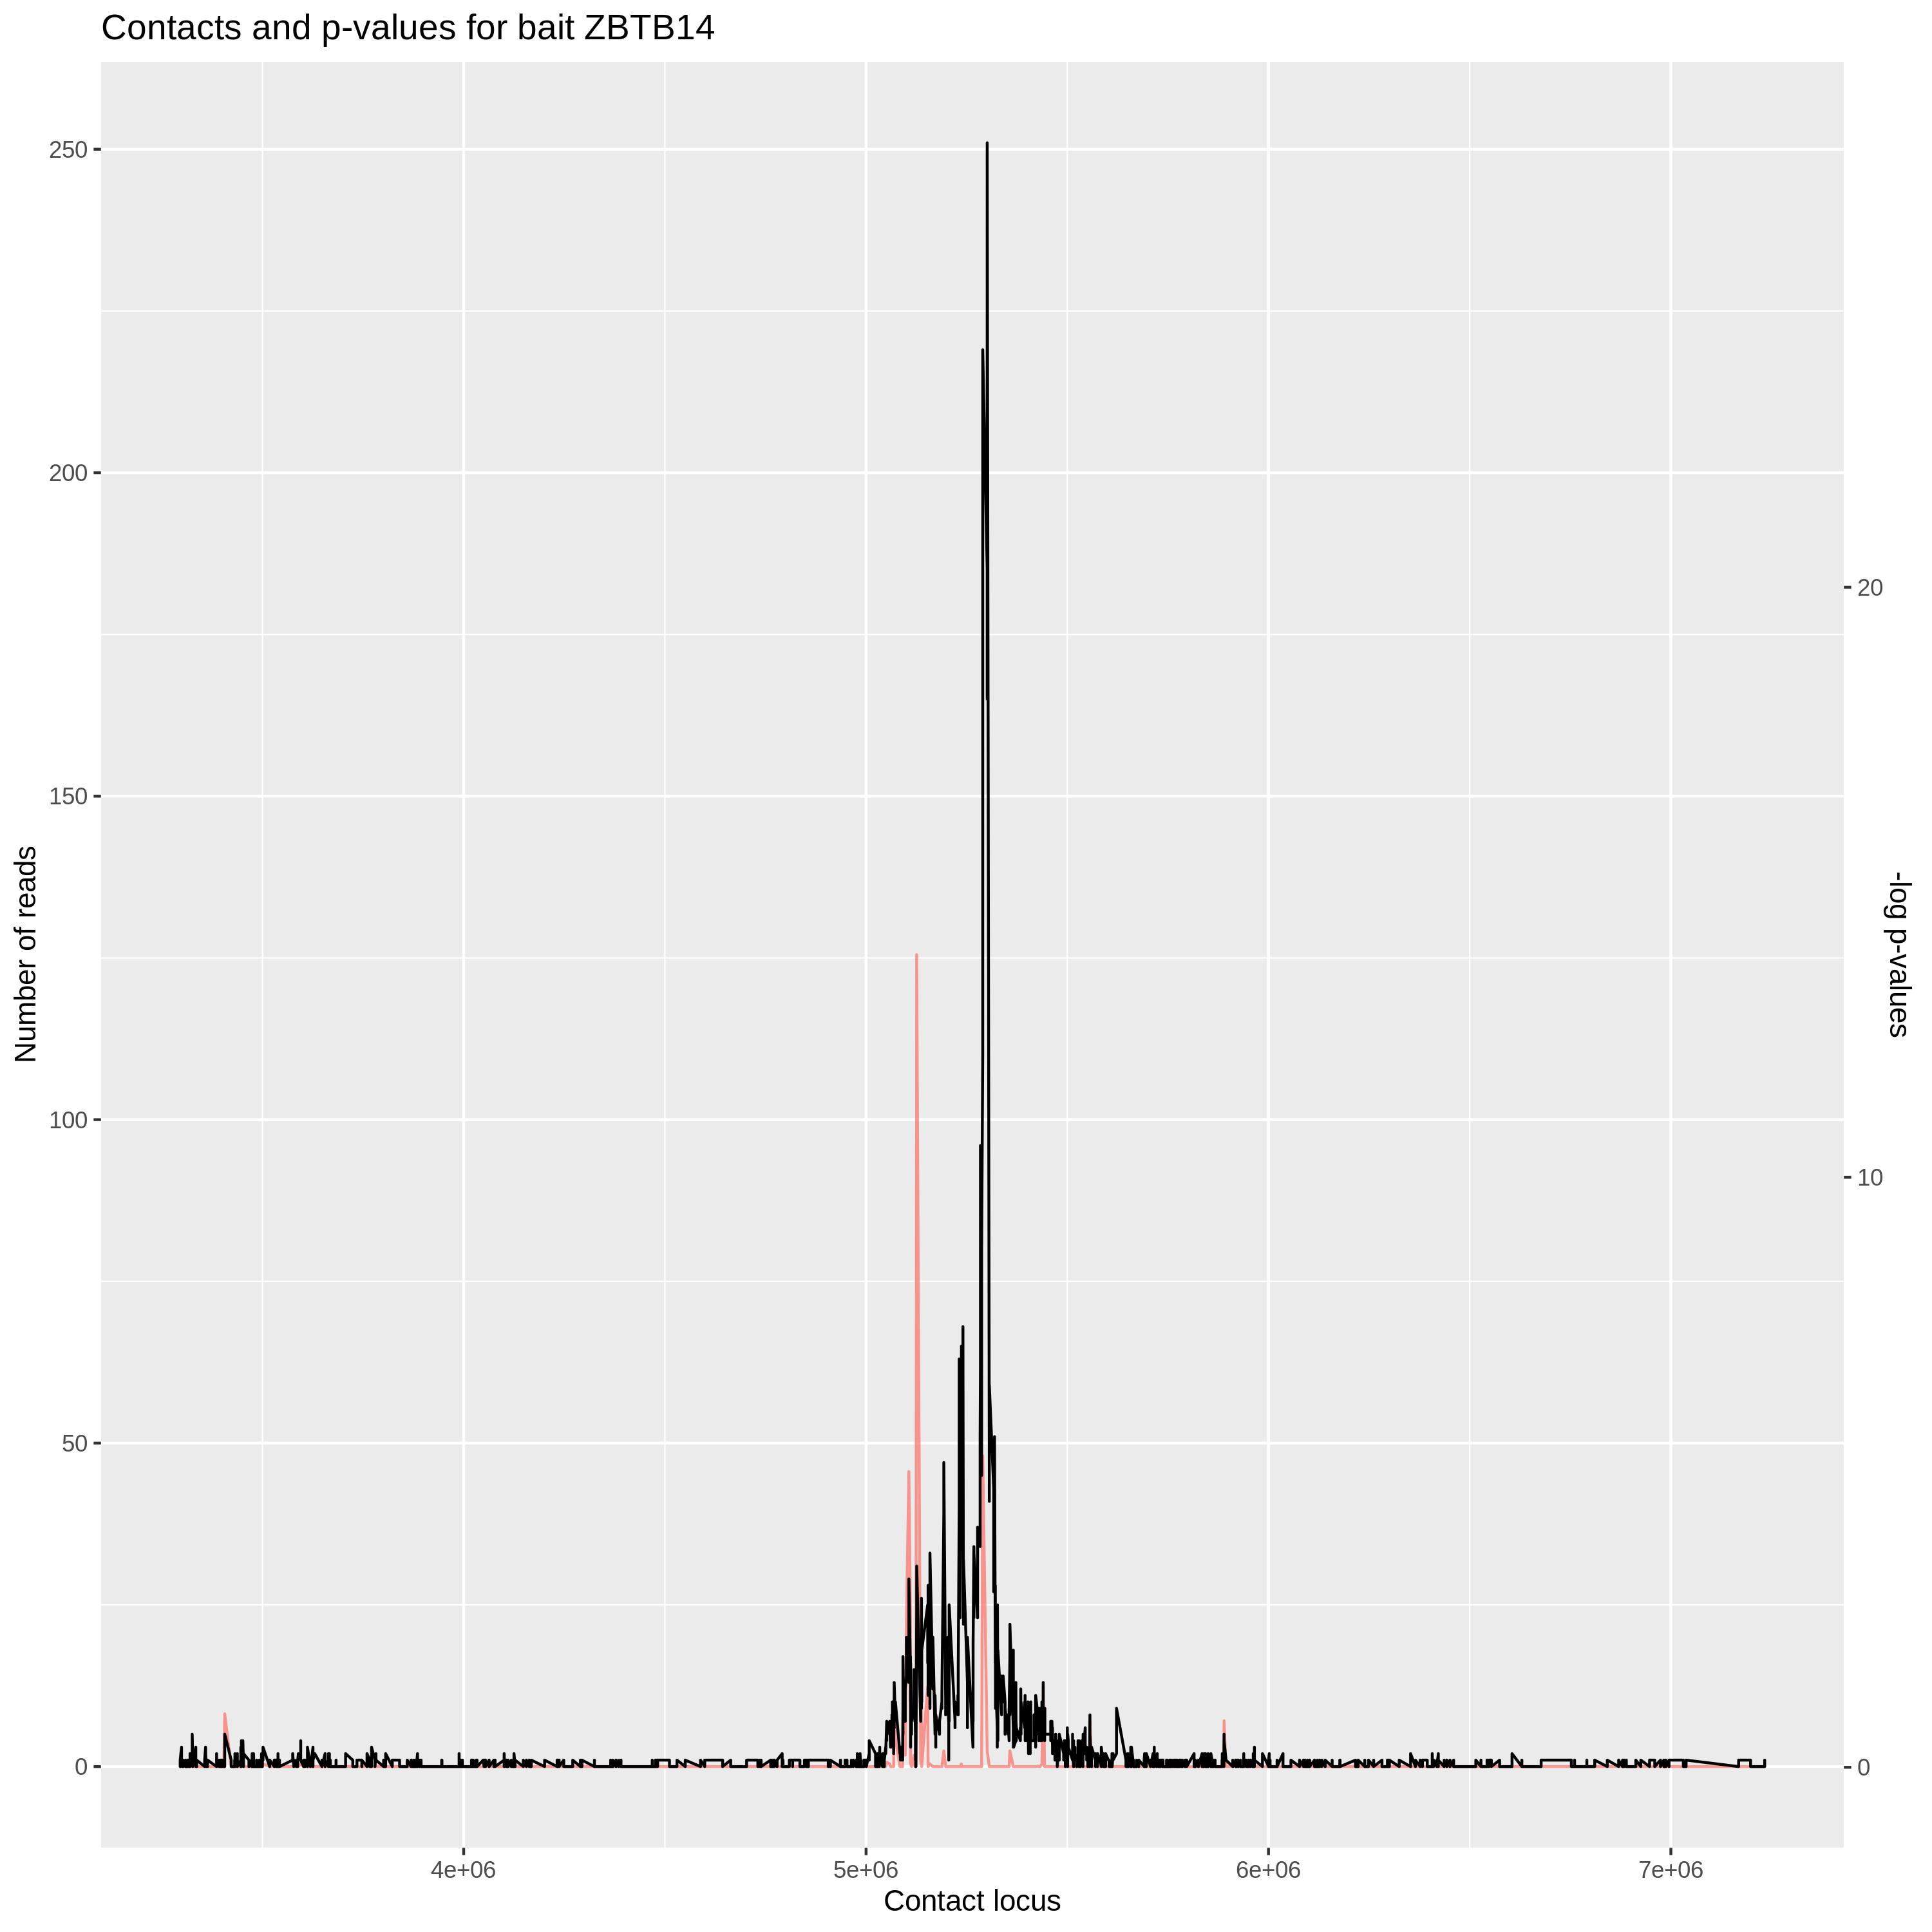 Contacts and p-values for bait ZBTB14
250
200
150
100
50
0
Number of reads
20
10
0
-log p-values
4e+06
5e+06
6e+06
7e+06
Contact locus